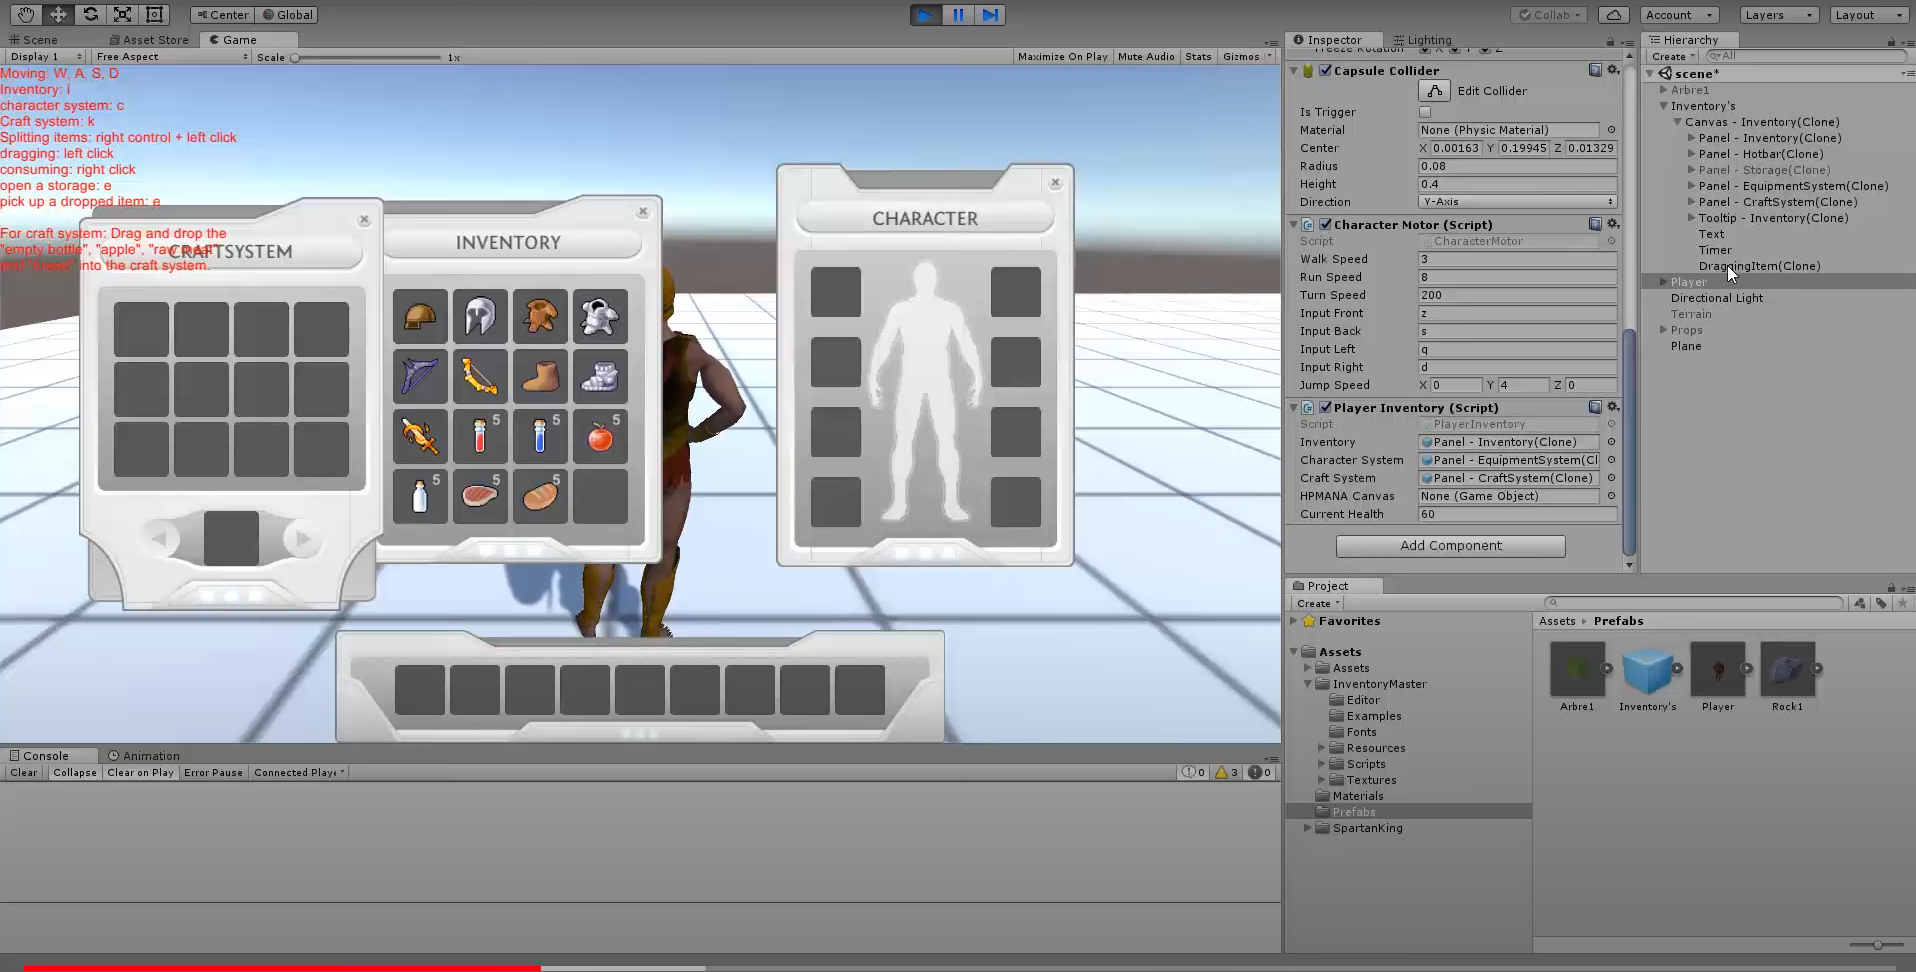 Center
Global
Collab
Account
Layers
Layout
Scene
Asset Store
Game
Display 1
Free Aspect
Scale
1x
Maximize On Play
Mute Audio
Stats
Gizmos
Moving: W, A, S, D
Inventory: i
character system: c
Craft system: k
Splitting items: right control + left click
dragging: left click
consuming: right click
open a storage: e
pick up a dropped item: e
For craft system: Drag and drop the
"empty bottle", "apple", "raw
into the craft system.
CRAFTSYSTEM
INVENTORY
5
5
5
5
5
5
CHARACTER
Inspector
Lighting
Freeze Rotation
Capsule Collider
Edit Collider
Is Trigger
Material None (Physic Material)
Center X 0.00163 Y 0.19945 Z 0.01329
Radius 0.08
Height 0.4
Direction Y-Axis
Character Motor (Script)
Script CharacterMotor
Walk Speed 3
Run Speed 8
Turn Speed 200
Input Front z
Input Back s
Input Left q
Input Right d
Jump Speed X 0 Y 4 Z 0
Player Inventory (Script)
Script PlayerInventory
Inventory Panel - Inventory(Clone)
Character System Panel - EquipmentSystem(Cl
Craft System Panel - CraftSystem(Clone)
HPMANA Canvas None (Game Object)
Current Health 60
Add Component
Hierarchy
Create
All
scene*
Arbre1
Inventory's
Canvas - Inventory(Clone)
Panel - Inventory(Clone)
Panel - Hotbar(Clone)
Panel - Storage(Clone)
Panel - EquipmentSystem(Clone)
Panel - CraftSystem(Clone)
Tooltip - Inventory(Clone)
Text
Timer
DraggingItem(Clone)
Player
Directional Light
Terrain
Props
Plane
Project
Create
Favorites
Assets
Assets
InventoryMaster
Editor
Examples
Fonts
Resources
Scripts
Textures
Materials
Prefabs
SpartanKing
Assets
Prefabs
Arbre1
Inventory's
Player
Rock1
Console
Animation
Clear
Collapse
Clear on Play
Error Pause
Connected Playe
0
3
0